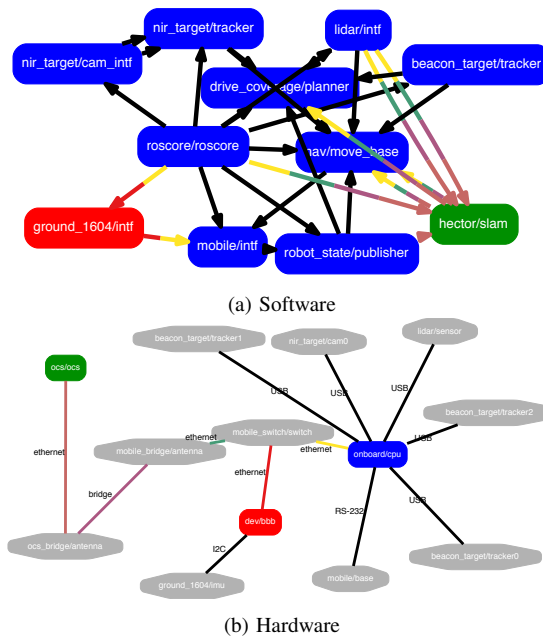 nir_target/tracker
lidar/intf
nir_target/cam_intf
beacon_target/tracker
drive_coverage/planner
roscore/roscore
nav/move_base
ground_1604/intf
mobile/intf
robot_state/publisher
hector/slam
(a) Software
beacon_target/tracker1
nir_target/cam0
lidar/sensor
ocs/ocs
USB
USB
USB
beacon_target/tracker2
mobile_switch/switch
ethernet
USB
mobile_bridge/antenna
ethernet
onboard/cpu
ethernet
ethernet
bridge
USB
RS-232
dev/bbb
ocs_bridge/antenna
I2C
beacon_target/tracker0
ground_1604/imu
mobile/base
(b) Hardware